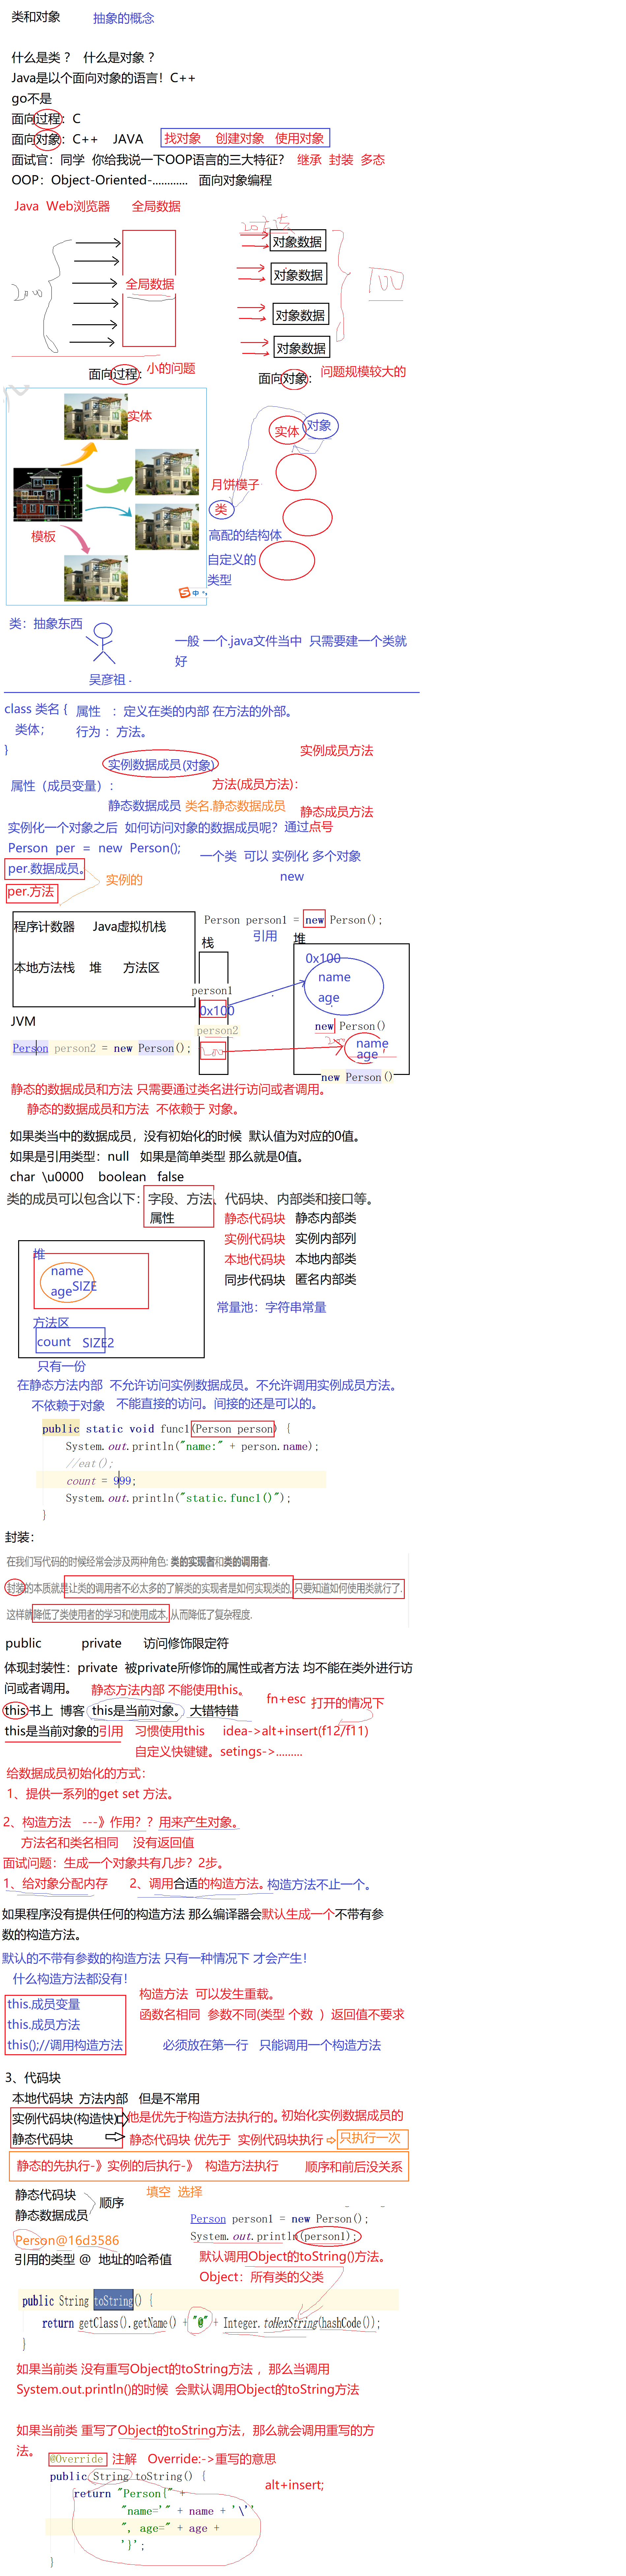 类和对象 抽象的概念
什么是类？ 什么是对象？
Java是以个面向对象的语言！C++
go不是
面向过程：C
面向对象：C++ JAVA 找对象 创建对象 使用对象
面试官：同学 你给我说一下OOP语言的三大特征？ 继承 封装 多态
OOP：Object-Oriented-............ 面向对象编程
Java Web浏览器 全局数据
对象数据
对象数据
全局数据
对象数据
对象数据
200
100
面向过程： 小的问题
面向对象： 问题规模较大的
实体
模板
实体 对象
月饼模子
类
高配的结构体
自定义的
类型
中
类：抽象东西
吴彦祖
一般 一个.java文件当中 只需要建一个类就
好
class 类名 { 属性 ：定义在类的内部 在方法的外部。
类体； 行为 ：方法。
}
实例成员方法
实例数据成员(对象)
属性（成员变量）： 方法(成员方法)：
静态数据成员 类名.静态数据成员 静态成员方法
实例化一个对象之后 如何访问对象的数据成员呢？ 通过点号
Person per = new Person();
一个类 可以 实例化 多个对象
per.数据成员。 new
per.方法 实例的
程序计数器 Java虚拟机栈
本地方法栈 堆 方法区
JVM
Person person2 = new Person();
Person person1 = new Person();
引用 堆
栈
0x100
name
age
person1
0x100
new Person()
person2
name
age
new Person()
静态的数据成员和方法 只需要通过类名进行访问或者调用。
静态的数据成员和方法 不依赖于 对象。
如果类当中的数据成员，没有初始化的时候 默认值为对应的0值。
如果是引用类型：null 如果是简单类型 那么就是0值。
char \u0000 boolean false
类的成员可以包含以下：字段、方法、代码块、内部类和接口等。
属性 静态代码块 静态内部类
实例代码块 实例内部列
本地代码块 本地内部类
同步代码块 匿名内部类
堆
name
age SIZE
方法区
count SIZE2
只有一份
常量池：字符串常量
在静态方法内部 不允许访问实例数据成员。不允许调用实例成员方法。
不依赖于对象 不能直接的访问。间接的还是可以的。
public static void func1(Person person) {
System.out.println("name:" + person.name);
//eat();
count = 999;
System.out.println("static.func1()");
}
封装：
在我们写代码的时候经常会涉及两种角色: 类的实现者和类的调用者.
封装的本质就是让类的调用者不必太多的了解类的实现者是如何实现类的, 只要知道如何使用类就行了.
这样就降低了类使用者的学习和使用成本, 从而降低了复杂程度.
public private 访问修饰限定符
体现封装性：private 被private所修饰的属性或者方法 均不能在类外进行访
问或者调用。 静态方法内部 不能使用this。
this书上 博客 this是当前对象。 大错特错 fn+esc 打开的情况下
this是当前对象的引用 习惯使用this idea->alt+insert(f12/f11)
自定义快键键。setings->.........
给数据成员初始化的方式：
1、提供一系列的get set 方法。
2、构造方法 ---》作用？？用来产生对象。
方法名和类名相同 没有返回值
面试问题：生成一个对象共有几步？2步。
1、给对象分配内存 2、调用合适的构造方法。构造方法不止一个。
如果程序没有提供任何的构造方法 那么编译器会默认生成一个不带有参
数的构造方法。
默认的不带有参数的构造方法 只有一种情况下 才会产生！
什么构造方法都没有！
构造方法 可以发生重载。
this.成员变量
函数名相同 参数不同(类型 个数 ）返回值不要求
this.成员方法
this();//调用构造方法 必须放在第一行 只能调用一个构造方法
3、代码块
本地代码块 方法内部 但是不常用
实例代码块(构造快) 他是优先于构造方法执行的。初始化实例数据成员的
静态代码块 静态代码块 优先于 实例代码块执行 只执行一次
静态的先执行-》实例的后执行-》 构造方法执行 顺序和前后没关系
静态代码块 顺序 填空 选择
静态数据成员
Person person1 = new Person();
System.out.println(person1);
Person@16d3586
引用的类型 @ 地址的哈希值
默认调用Object的toString()方法。
Object：所有类的父类
public String toString() {
return getClass().getName() + "@" + Integer.toHexString(hashCode());
}
如果当前类 没有重写Object的toString方法 ，那么当调用
System.out.println()的时候 会默认调用Object的toString方法
如果当前类 重写了Object的toString方法，那么就会调用重写的方
法。
@Override 注解 Override:->重写的意思
public String toString() {
alt+insert;
return "Person{" +
"name='" + name + '\'' 
", age=" + age +
'}';
}